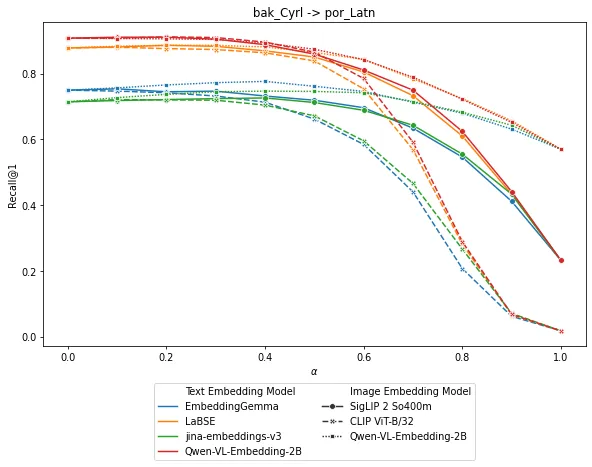 bak_Cyrl -> por_Latn
Recall@1
0.8
0.6
0.4
0.2
0.0
0.0 0.2 0.4 0.6 0.8 1.0
α
Text Embedding Model
EmbeddingGemma
LaBSE
jina-embeddings-v3
Qwen-VL-Embedding-2B
Image Embedding Model
SigLIP 2 So400m
CLIP ViT-B/32
Qwen-VL-Embedding-2B